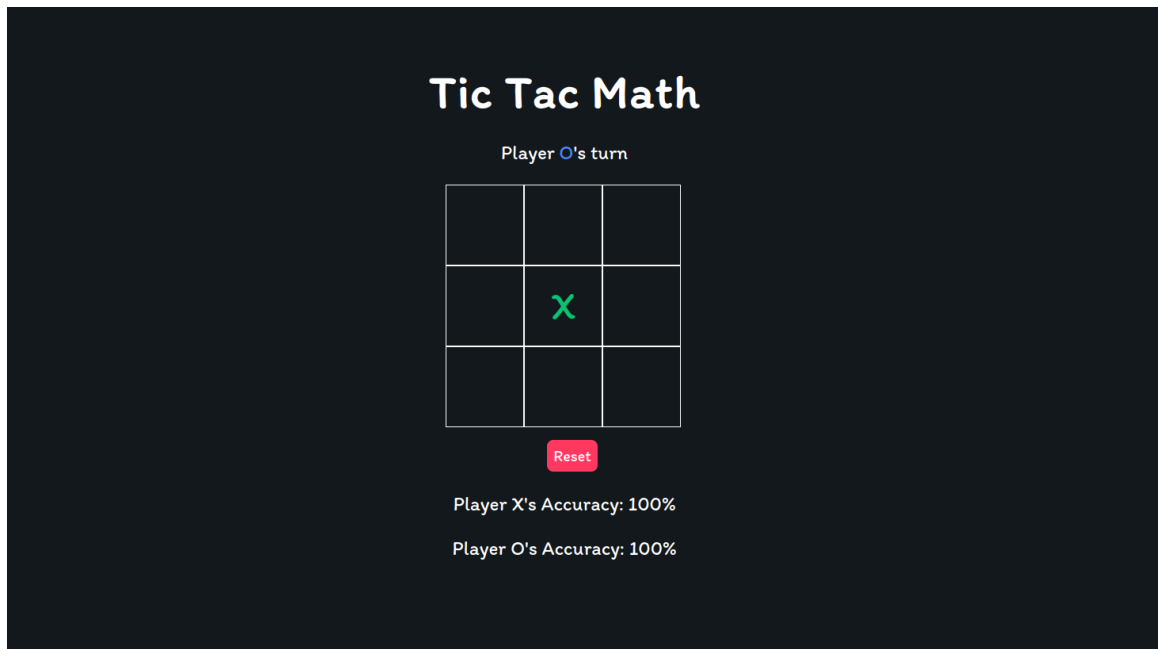 Tic Tac Math
Player O's turn
X
Reset
Player X's Accuracy: 100%
Player O's Accuracy: 100%